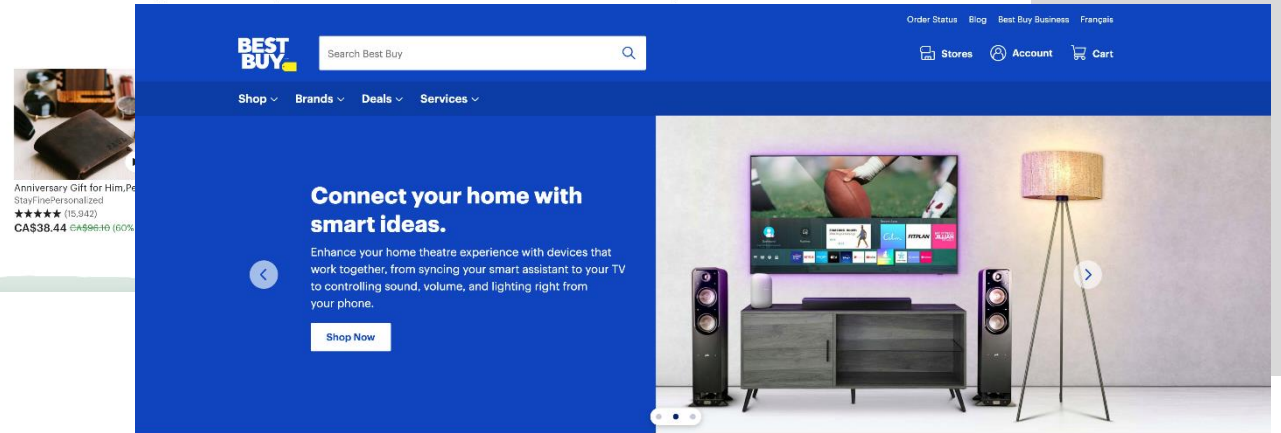 Order Status Blog Best Buy Business Français
BEST BUY
Search Best Buy
Stores Account Cart
Shop Brands Deals Services
Connect your home with
smart ideas.
Enhance your home theatre experience with devices that
work together, from syncing your smart assistant to your TV
to controlling sound, volume, and lighting right from
your phone.
Shop Now
FITPLAN
Anniversary Gift for Him,Pe
StayFinePersonalized
★★★★★ (15,942)
CA$38.44 CA$96.10 (60%